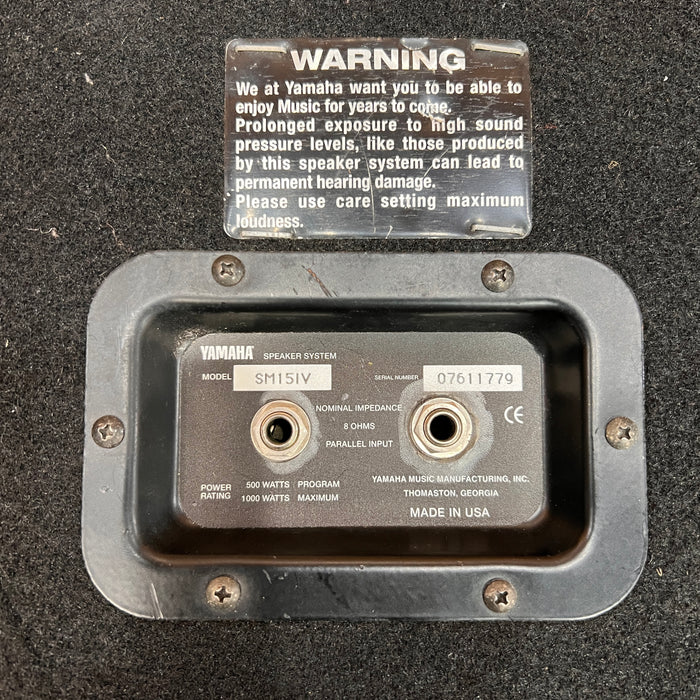 WARNING
We at Yamaha want you to be able to
enjoy Music for years to come.
Prolonged exposure to high sound
pressure levels, like those produced
by this speaker system can lead to
permanent hearing damage.
Please use care setting maximum
loudness.
YAMAHA SPEAKER SYSTEM
MODEL SM15IV SERIAL NUMBER 07611779
NOMINAL IMPEDANCE
8 OHMS
PARALLEL INPUT
CE
POWER RATING 500 WATTS PROGRAM
1000 WATTS MAXIMUM
YAMAHA MUSIC MANUFACTURING, INC.
THOMASTON, GEORGIA
MADE IN USA